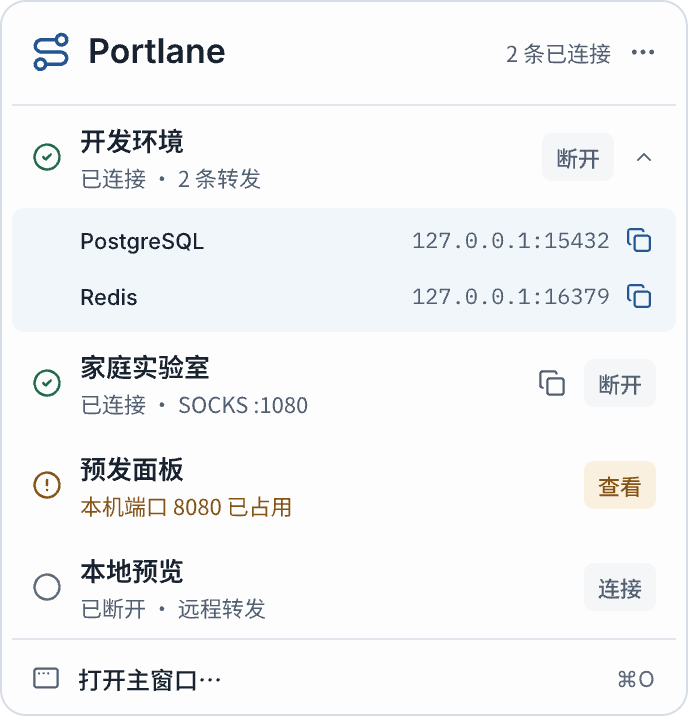 Portlane
2 条已连接 ···
开发环境
已连接 · 2 条转发
断开
PostgreSQL 127.0.0.1:15432
Redis 127.0.0.1:16379
家庭实验室
已连接 · SOCKS :1080
断开
预发面板
本机端口 8080 已占用
查看
本地预览
已断开 · 远程转发
连接
打开主窗口… ⌘O